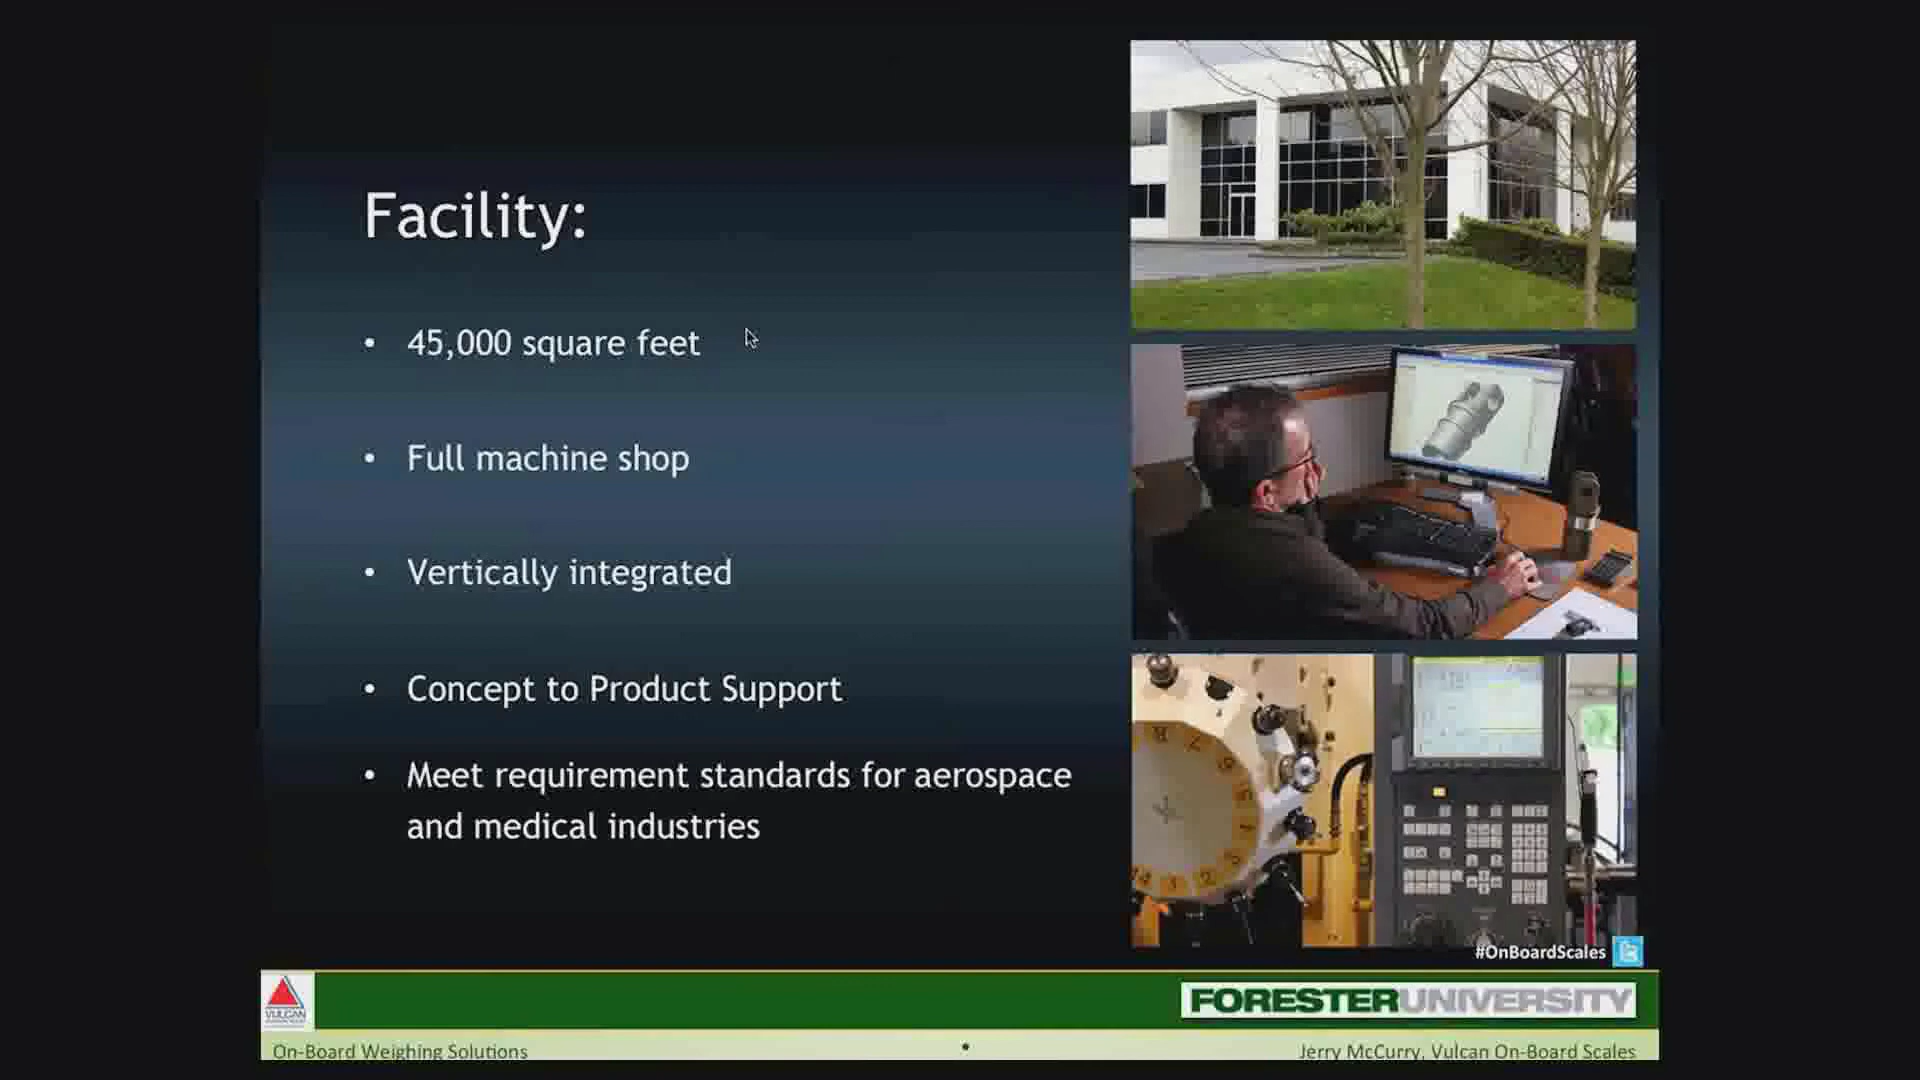 Facility:
• 45,000 square feet
• Full machine shop
• Vertically integrated
• Concept to Product Support
• Meet requirement standards for aerospace
and medical industries
#OnBoardScales
VULCAN
FORESTERUNIVERSITY
On-Board Weighing Solutions
Jerry McCurry, Vulcan On-Board Scales